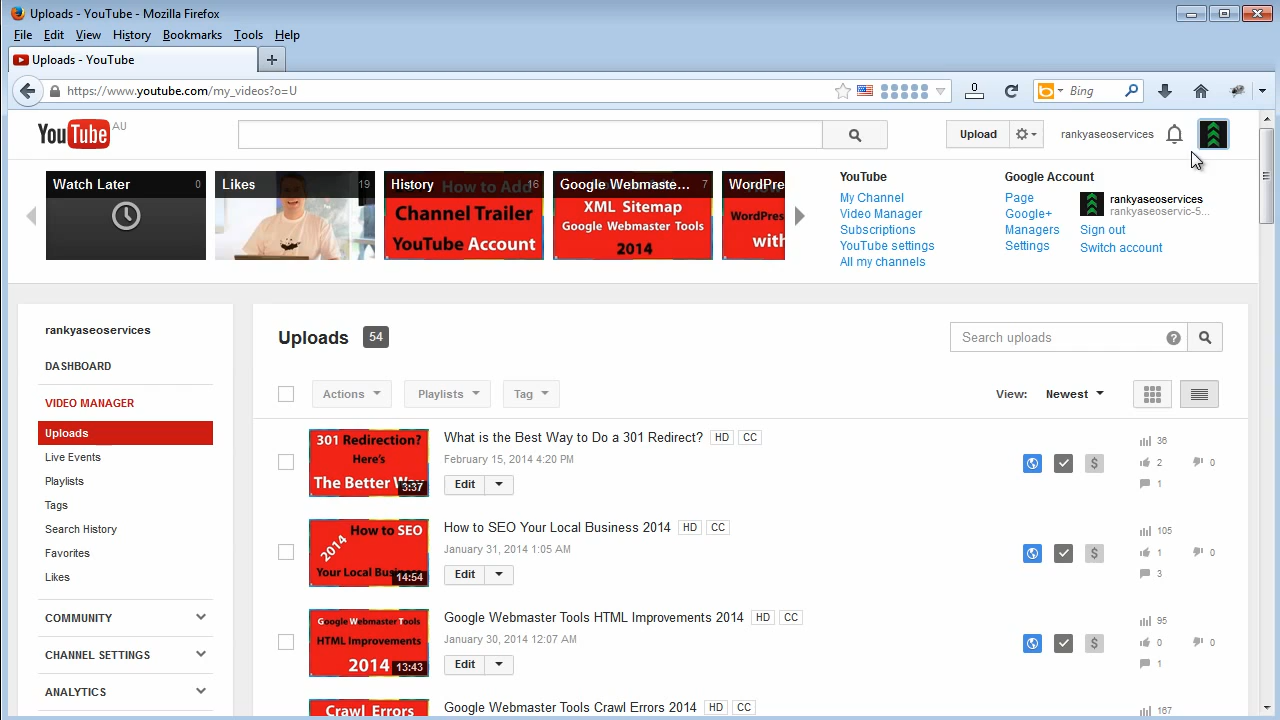 Uploads - YouTube - Mozilla Firefox
File Edit View History Bookmarks Tools Help
Uploads - YouTube
https://www.youtube.com/my_videos?o=U
Bing
YouTube AU
Upload
rankyaseoservices
Watch Later 0
Likes 19
History 16
How to Add
Channel Trailer
YouTube Account
Google Webmaste... 7
XML Sitemap
Google Webmaster Tools
2014
WordPre
WordPress
with
YouTube
My Channel
Video Manager
Subscriptions
YouTube settings
All my channels
Google Account
Page
Google+
Managers
Settings
rankyaseoservices
rankyaseoservic-5...
Sign out
Switch account
rankyaseoservices
DASHBOARD
VIDEO MANAGER
Uploads
Live Events
Playlists
Tags
Search History
Favorites
Likes
COMMUNITY
CHANNEL SETTINGS
ANALYTICS
Uploads 54
Search uploads ?
Actions Playlists Tag
View: Newest
301 Redirection?
Here's
The Better Way
3:37
What is the Best Way to Do a 301 Redirect? HD CC
February 15, 2014 4:20 PM
Edit
$
36
2 0
1
How to SEO
2014
Your Local Business
14:54
How to SEO Your Local Business 2014 HD CC
January 31, 2014 1:05 AM
Edit
$
105
1 0
3
Google Webmaster Tools
HTML Improvements
2014
13:43
Google Webmaster Tools HTML Improvements 2014 HD CC
January 30, 2014 12:07 AM
Edit
$
95
0 0
1
Crawl Errors
Google Webmaster Tools Crawl Errors 2014 HD CC
167